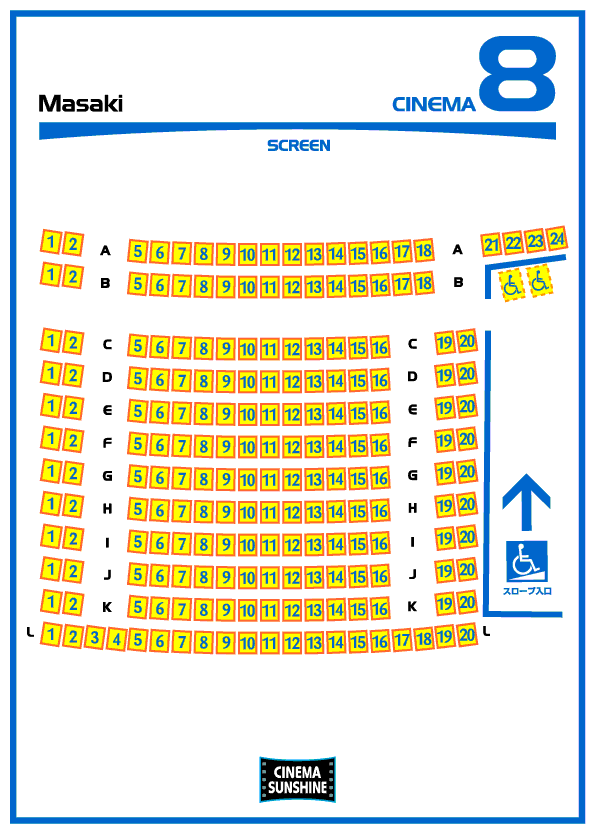 Masaki
CINEMA 8
SCREEN
1 2 A 5 6 7 8 9 10 11 12 13 14 15 16 17 18 A 21 22 23 24
1 2 B 5 6 7 8 9 10 11 12 13 14 15 16 17 18 B
1 2 C 5 6 7 8 9 10 11 12 13 14 15 16 C 19 20
1 2 D 5 6 7 8 9 10 11 12 13 14 15 16 D 19 20
1 2 E 5 6 7 8 9 10 11 12 13 14 15 16 E 19 20
1 2 F 5 6 7 8 9 10 11 12 13 14 15 16 F 19 20
1 2 G 5 6 7 8 9 10 11 12 13 14 15 16 G 19 20
1 2 H 5 6 7 8 9 10 11 12 13 14 15 16 H 19 20
1 2 I 5 6 7 8 9 10 11 12 13 14 15 16 I 19 20
1 2 J 5 6 7 8 9 10 11 12 13 14 15 16 J 19 20
スロープ入口
1 2 K 5 6 7 8 9 10 11 12 13 14 15 16 K 19 20
L 1 2 3 4 5 6 7 8 9 10 11 12 13 14 15 16 17 18 19 20 L
CINEMA
SUNSHINE